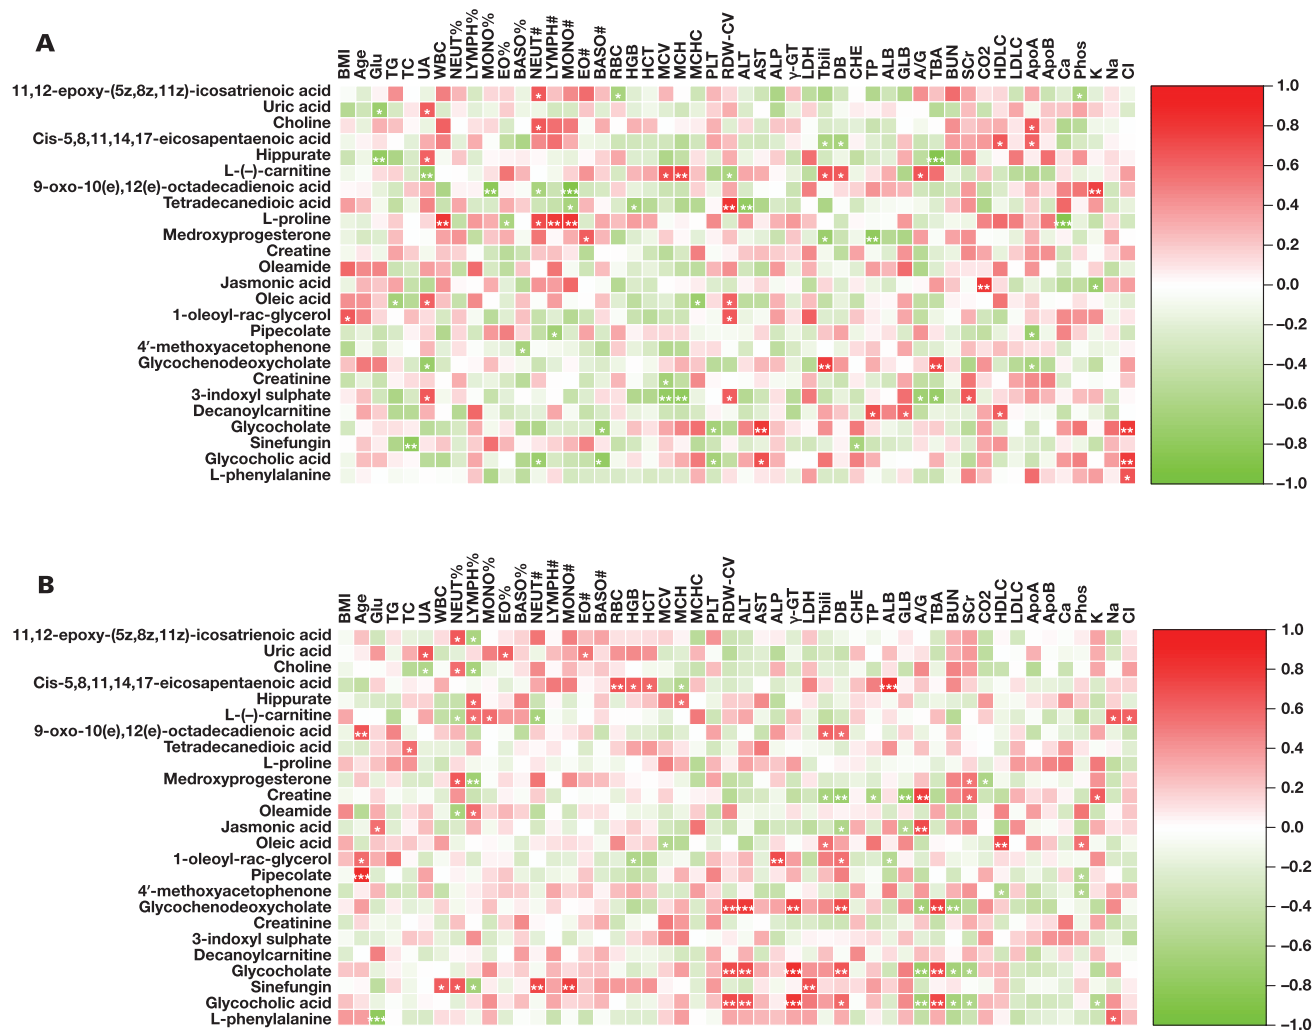 A
BMI Age Glu TG TC UA WBC NEUT% LYMPH% MONO% EO% BASO% NEUT# LYMPH# MONO# EO# BASO# RBC HGB HCT MCV MCH MCHC PLT RDW-CV ALT AST ALP γ-GT LDH Tbili DB CHE TP ALB GLB A/G TBA BUN SCr CO2 HDLC LDLC ApoA ApoB Ca Phos K Na Cl
11,12-epoxy-(5z,8z,11z)-icosatrienoic acid
Uric acid
Choline
Cis-5,8,11,14,17-eicosapentaenoic acid
Hippurate
L-(–)-carnitine
9-oxo-10(e),12(e)-octadecadienoic acid
Tetradecanedioic acid
L-proline
Medroxyprogesterone
Creatine
Oleamide
Jasmonic acid
Oleic acid
1-oleoyl-rac-glycerol
Pipecolate
4′-methoxyacetophenone
Glycochenodeoxycholate
Creatinine
3-indoxyl sulphate
Decanoylcarnitine
Glycocholate
Sinefungin
Glycocholic acid
L-phenylalanine
1.0
0.8
0.6
0.4
0.2
0.0
–0.2
–0.4
–0.6
–0.8
–1.0
B
BMI Age Glu TG TC UA WBC NEUT% LYMPH% MONO% EO% BASO% NEUT# LYMPH# MONO# EO# BASO# RBC HGB HCT MCV MCH MCHC PLT RDW-CV ALT AST ALP γ-GT LDH Tbili DB CHE TP ALB GLB A/G TBA BUN SCr CO2 HDLC LDLC ApoA ApoB Ca Phos K Na Cl
11,12-epoxy-(5z,8z,11z)-icosatrienoic acid
Uric acid
Choline
Cis-5,8,11,14,17-eicosapentaenoic acid
Hippurate
L-(–)-carnitine
9-oxo-10(e),12(e)-octadecadienoic acid
Tetradecanedioic acid
L-proline
Medroxyprogesterone
Creatine
Oleamide
Jasmonic acid
Oleic acid
1-oleoyl-rac-glycerol
Pipecolate
4′-methoxyacetophenone
Glycochenodeoxycholate
Creatinine
3-indoxyl sulphate
Decanoylcarnitine
Glycocholate
Sinefungin
Glycocholic acid
L-phenylalanine
1.0
0.8
0.6
0.4
0.2
0.0
–0.2
–0.4
–0.6
–0.8
–1.0